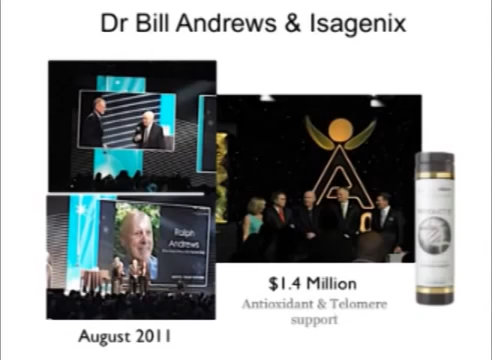 Dr Bill Andrews & Isagenix
Ralph
Andrews
$1.4 Million
Antioxidant & Telomere
support
August 2011